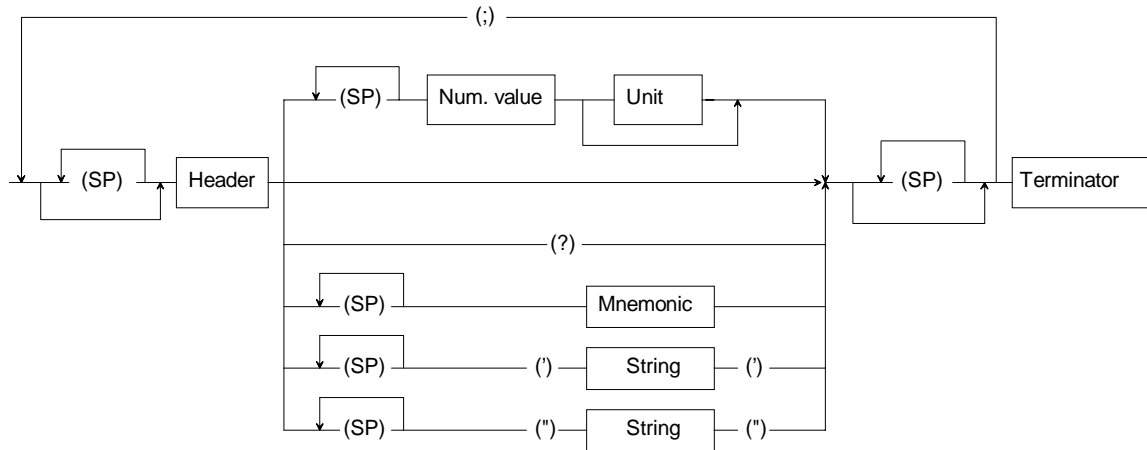 (;)
(SP) Num. value Unit
(SP) Header (SP) Terminator
(?)
(SP) Mnemonic
(SP) (') String (')
(SP) (") String (")